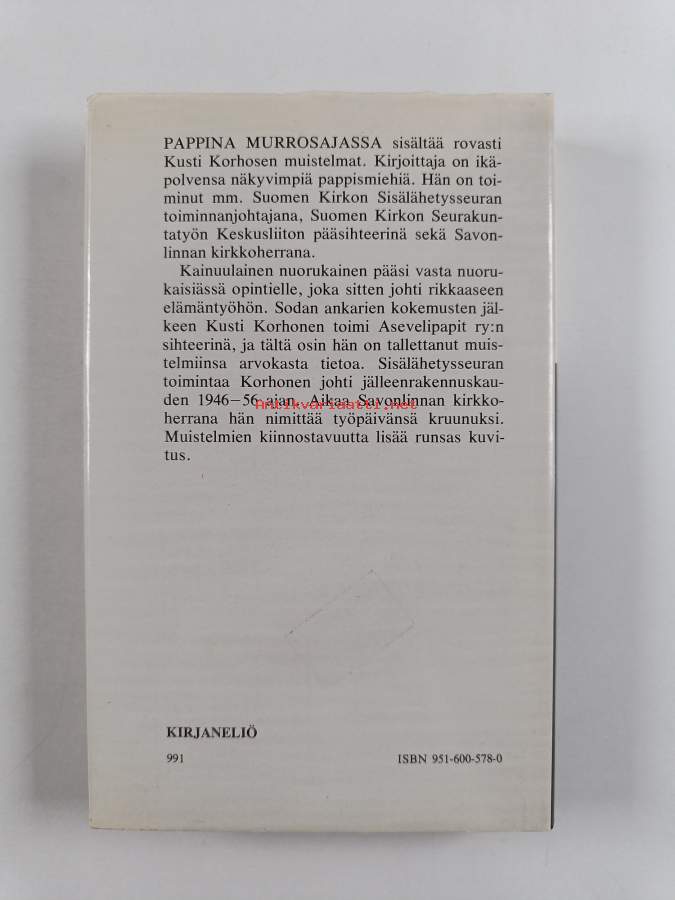 PAPPINA MURROSAJASSA sisältää rovasti
Kusti Korhosen muistelmat. Kirjoittaja on ikä-
polvensa näkyvimpiä pappismiehiä. Hän on toi-
minut mm. Suomen Kirkon Sisälähetysseuran
toiminnanjohtajana, Suomen Kirkon Seurakun-
tatyön Keskusliiton pääsihteerinä sekä Savon-
linnan kirkkoherrana.
Kainuulainen nuorukainen pääsi vasta nuoru-
kaisiässä opintielle, joka sitten johti rikkaaseen
elämäntyöhön. Sodan ankarien kokemusten jäl-
keen Kusti Korhonen toimi Asevelipapit ry:n
sihteerinä, ja tältä osin hän on tallettanut muis-
telmiinsa arvokasta tietoa. Sisälähetysseuran
toimintaa Korhonen johti jälleenrakennuskau-
den 1946–56 ajan. Aikaa Savonlinnan kirkko-
Antikvariaatti.net
herrana hän nimittää työpäivänsä kruunuksi.
Muistelmien kiinnostavuutta lisää runsas kuvi-
tus.
KIRJANELIÖ
991 ISBN 951-600-578-0